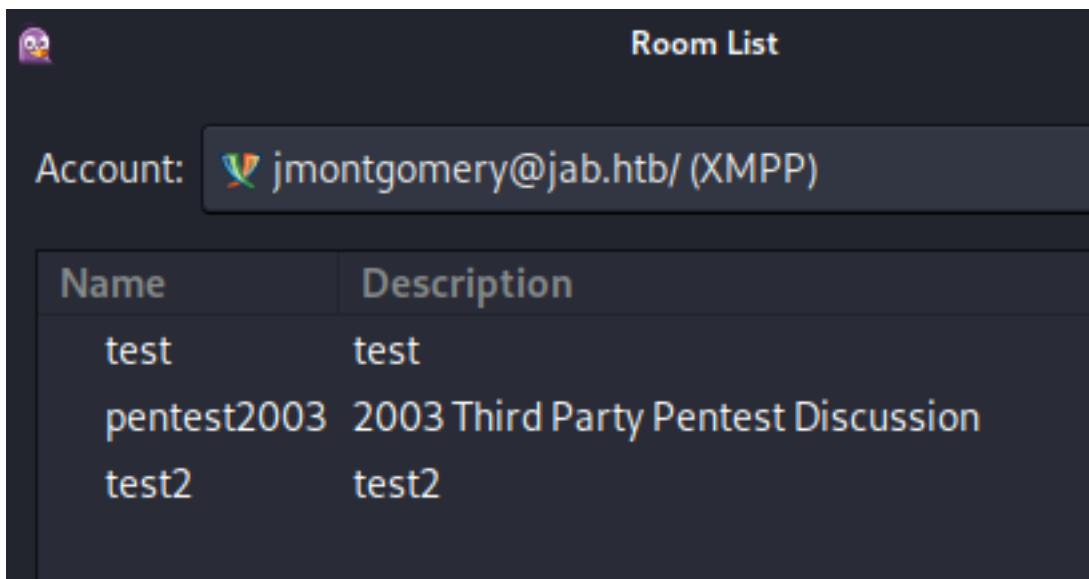 Room List
Account: jmontgomery@jab.htb/ (XMPP)
Name Description
test test
pentest2003 2003 Third Party Pentest Discussion
test2 test2